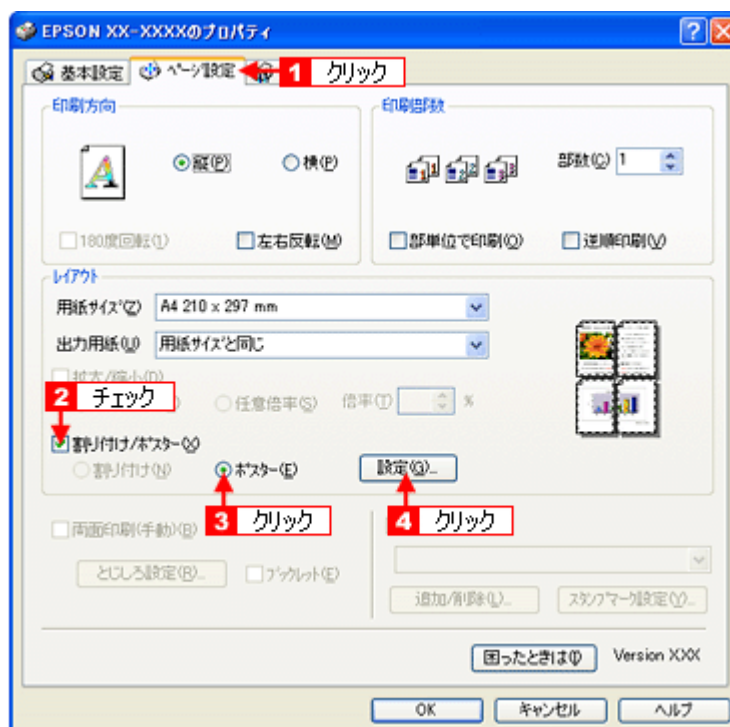 EPSON XX-XXXXのプロパティ
基本設定 ページ設定 1 クリック
印刷方向 印刷部数
縦(P) 横(P) 部数(C) 1
180度回転(1) 左右反転(M) 部単位で印刷(O) 逆順印刷(V)
レイアウト
用紙サイズ(Z) A4 210 x 297 mm
出力用紙(U) 用紙サイズと同じ
拡大/縮小(D)
2 チェック 任意倍率(S) 倍率(T) %
割り付け/ポスター(X)
割り付け(N) ポスター(E) 設定(G)...
3 クリック 4 クリック
両面印刷(手動)(B)
とじしろ設定(R)... ブックレット(E)
追加/削除(L)... スタンプマーク設定(Y)...
困ったときは(I) Version XXX
OK キャンセル ヘルプ